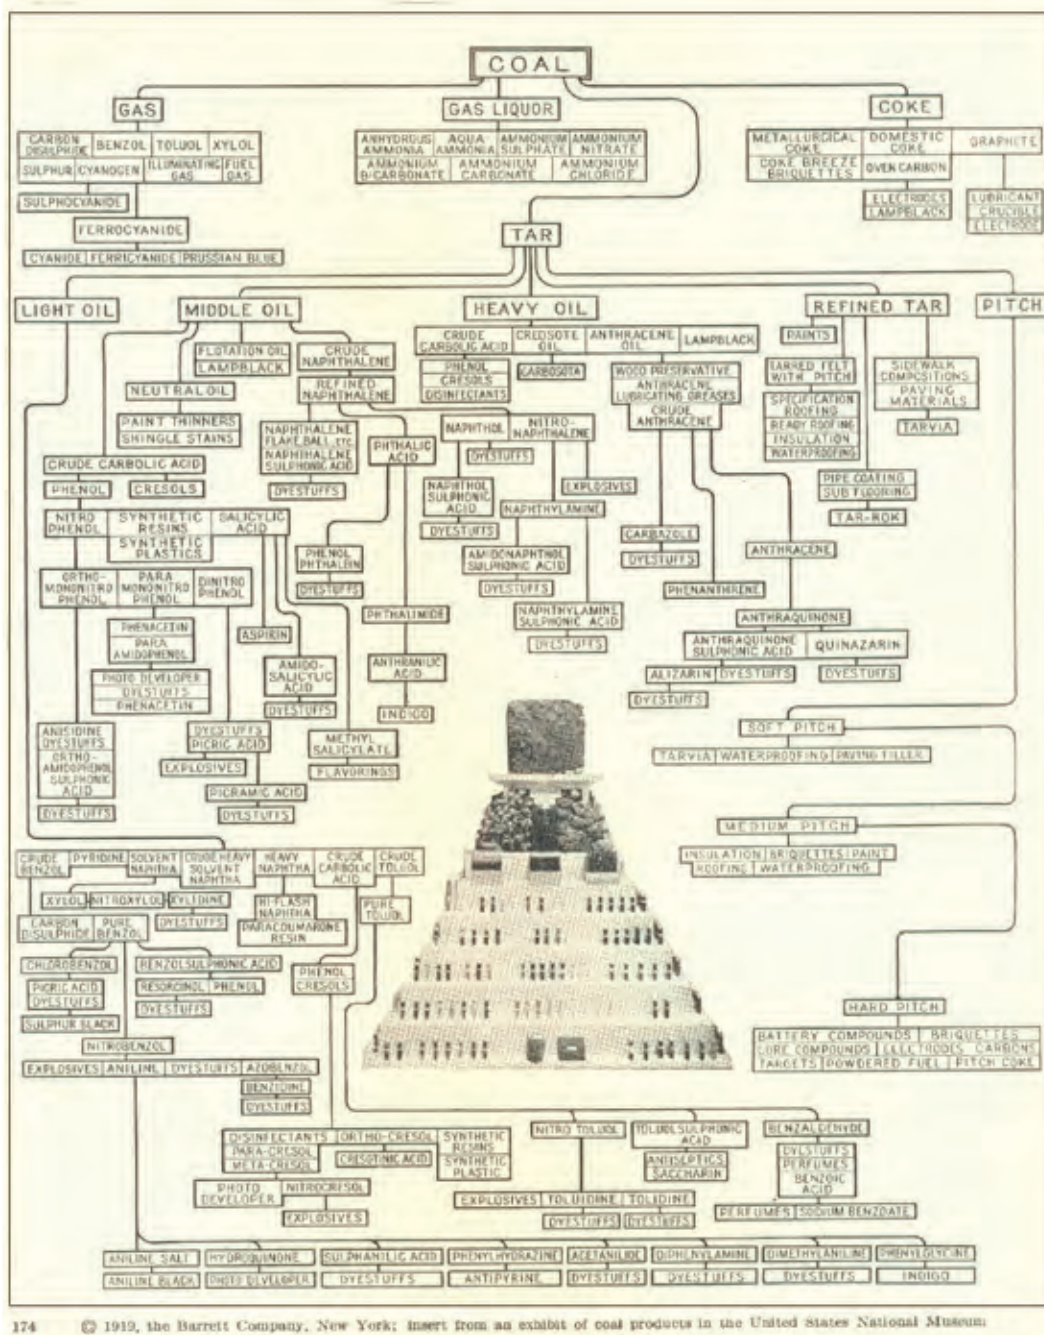 COAL
GAS
GAS LIQUOR
COKE
CARBON DISULPHIDE
BENZOL
TOLUOL
XYLOL
SULPHUR
CYANOGEN
ILLUMINATING GAS
FUEL GAS
SULPHOCYANIDE
FERROCYANIDE
CYANIDE
FERRICYANIDE
PRUSSIAN BLUE
ANHYDROUS AMMONIA
AQUA AMMONIA
AMMONIUM SULPHATE
AMMONIUM NITRATE
AMMONIUM BICARBONATE
AMMONIUM CARBONATE
AMMONIUM CHLORIDE
METALLURGICAL COKE
DOMESTIC COKE
GRAPHITE
COKE BREEZE BRIQUETTES
OVEN CARBON
ELECTRODES
LAMPBLACK
LUBRICANT
CRUCIBLE
ELECTRODE
TAR
LIGHT OIL
MIDDLE OIL
HEAVY OIL
REFINED TAR
PITCH
FLOTATION OIL
LAMPBLACK
CRUDE NAPHTHALENE
NEUTRAL OIL
REFINED NAPHTHALENE
PAINT THINNERS
SHINGLE STAINS
NAPHTHALENE FLAKE, BALL, ETC.
NAPHTHALENE SULPHONIC ACID
DYESTUFFS
PHTHALIC ACID
CRUDE CARBOLIC ACID
CREOSOTE OIL
ANTHRACENE OIL
LAMPBLACK
PHENOL
CRESOLS
DISINFECTANTS
KARBOSOTA
WOOD PRESERVATIVE
ANTHRACENE LUBRICATING GREASES
CRUDE ANTHRACENE
NAPHTHOL
NITRO-NAPHTHALENE
DYESTUFFS
NAPHTHOL SULPHONIC ACID
DYESTUFFS
EXPLOSIVES
NAPHTHYLAMINE
AMIDONAPHTHOL SULPHONIC ACID
DYESTUFFS
NAPHTHYLAMINE SULPHONIC ACID
DYESTUFFS
CARBAZOLE
DYESTUFFS
PHENANTHRENE
ANTHRACENE
ANTHRAQUINONE
ANTHRAQUINONE SULPHONIC ACID
QUINAZARIN
ALIZARIN
DYESTUFFS
DYESTUFFS
DYESTUFFS
PAINTS
TARRED FELT WITH PITCH
SPECIFICATION ROOFING
READY ROOFING
INSULATION
WATERPROOFING
PIPE COATING
SUB FLOORING
TAR-ROK
SIDEWALK COMPOSITIONS
PAVING MATERIALS
TARVIA
CRUDE CARBOLIC ACID
PHENOL
CRESOLS
NITRO PHENOL
SYNTHETIC RESINS
SALICYLIC ACID
SYNTHETIC PLASTICS
ORTHO-MONONITRO PHENOL
PARA MONONITRO PHENOL
DINITRO PHENOL
PHENACETIN
PARA AMIDOPHENOL
PHOTO DEVELOPER
DYESTUFFS
PHENACETIN
ASPIRIN
AMIDO-SALICYLIC ACID
DYESTUFFS
PHENOL PHTHALEIN
DYESTUFFS
PHTHALIMIDE
ANTHRANILIC ACID
INDIGO
METHYL SALICYLATE
FLAVORINGS
ANISIDINE DYESTUFFS
ORTHO-AMIDOPHENOL SULPHONIC ACID
DYESTUFFS
DYESTUFFS
PICRIC ACID
EXPLOSIVES
PICRAMIC ACID
DYESTUFFS
SOFT PITCH
TARVIA
WATERPROOFING
PAVING FILLER
MEDIUM PITCH
INSULATION
BRIQUETTES
PAINT
ROOFING
WATERPROOFING
HARD PITCH
BATTERY COMPOUNDS
BRIQUETTES
CORE COMPOUNDS
ELECTRODES
CARBONS
TARGETS
POWDERED FUEL
PITCH COKE
CRUDE BENZOL
PYRIDINE
SOLVENT NAPHTHA
CRUDE HEAVY SOLVENT NAPHTHA
HEAVY NAPHTHA
CRUDE CARBOLIC ACID
CRUDE TOLUOL
XYLOL
NITROXYLOL
XYLIDINE
DYESTUFFS
HI-FLASH NAPHTHA
PARACOUMARONE RESIN
PURE TOLUOL
CARBON DISULPHIDE
PURE BENZOL
CHLOROBENZOL
PICRIC ACID
DYESTUFFS
SULPHUR BLACK
BENZOLSULPHONIC ACID
RESORCINOL
PHENOL
DYESTUFFS
PHENOL
CRESOLS
NITROBENZOL
EXPLOSIVES
ANILINE
DYESTUFFS
AZOBENZOL
BENZIDINE
DYESTUFFS
DISINFECTANTS
ORTHO-CRESOL
SYNTHETIC RESINS
PARA-CRESOL
META-CRESOL
CRESOTINIC ACID
SYNTHETIC PLASTIC
PHOTO DEVELOPER
NITROCRESOL
EXPLOSIVES
NITRO TOLUOL
TOLUOLSULPHONIC ACID
BENZALDEHYDE
ANTISEPTICS
SACCHARIN
DYESTUFFS
PERFUMES
BENZOIC ACID
EXPLOSIVES
TOLUIDINE
TOLIDINE
DYESTUFFS
DYESTUFFS
PERFUMES
SODIUM BENZOATE
ANILINE SALT
HYDROQUINONE
SULPHANILIC ACID
PHENYLHYDRAZINE
ACETANILIDE
DIPHENYLAMINE
DIMETHYLANILINE
PHENYLGLYCINE
ANILINE BLACK
PHOTO DEVELOPER
DYESTUFFS
ANTIPYRINE
DYESTUFFS
DYESTUFFS
DYESTUFFS
INDIGO
174 © 1919, the Barrett Company, New York; insert from an exhibit of coal products in the United States National Museum